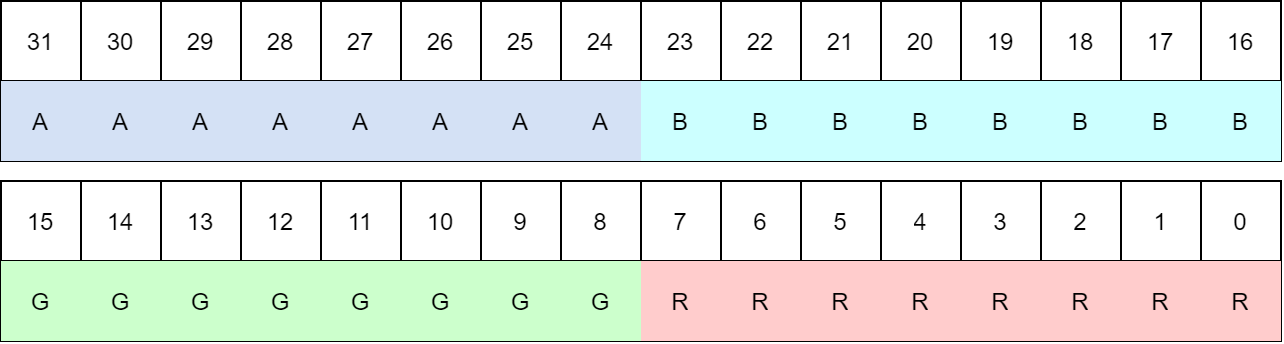 31 30 29 28 27 26 25 24 23 22 21 20 19 18 17 16
A A A A A A A A B B B B B B B B
15 14 13 12 11 10 9 8 7 6 5 4 3 2 1 0
G G G G G G G G R R R R R R R R